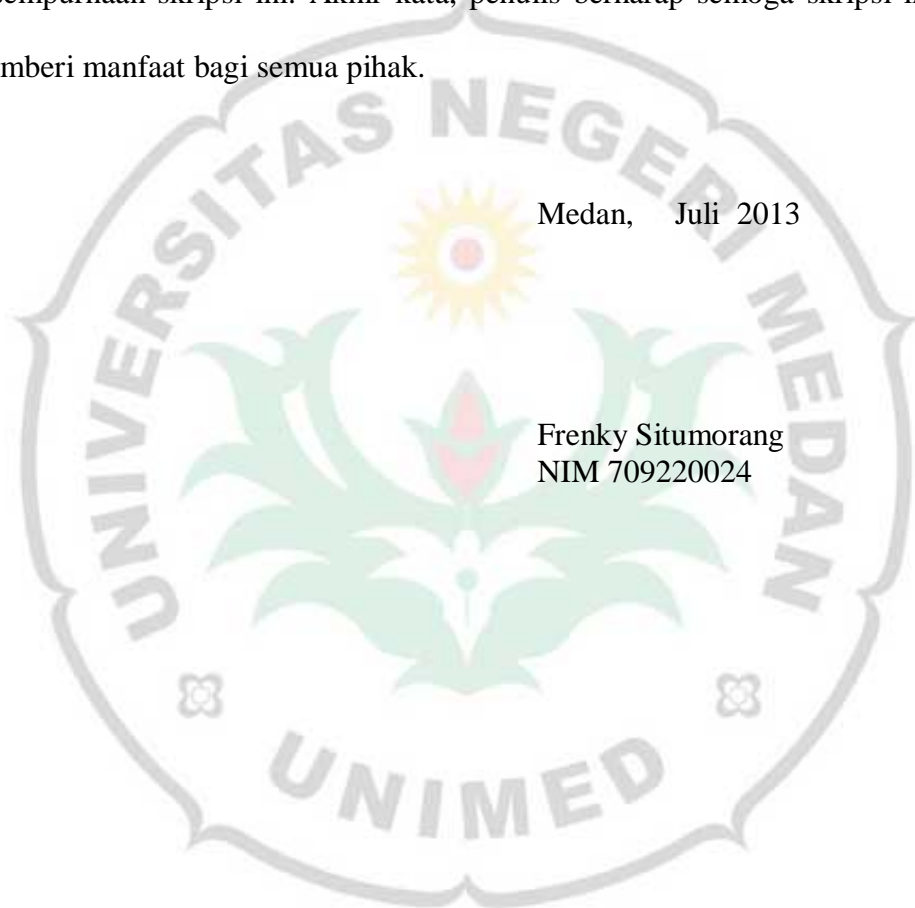 sempurnaan skripsi ini. Akhir kata, penulis berharap semoga skripsi
mberi manfaat bagi semua pihak.
UNIVERSITAS NEGERI MEDAN
Medan, Juli 2013
Frenky Situmorang
NIM 709220024
UNIMED